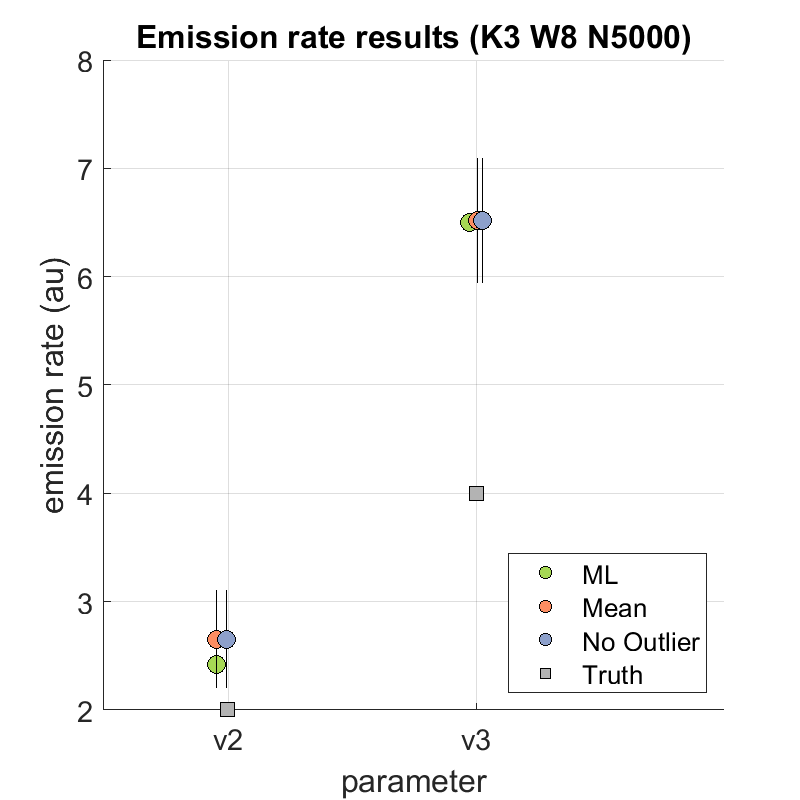 Emission rate results (K3 W8 N5000)
8
7
6
5
4
3
2
emission rate (au)
v2
v3
parameter
ML
Mean
No Outlier
Truth